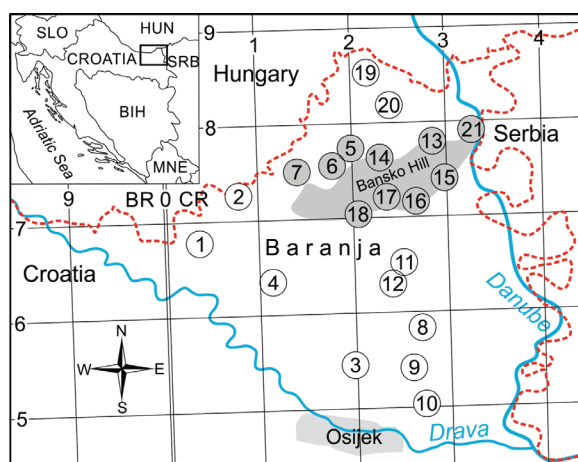 SLO
HUN
CROATIA
SRB
BIH
MNE
Adriatic Sea
9
1
2
3
4
Hungary
19
20
8
Serbia
21
13
5
14
6
7
Bansko Hill
15
17
16
18
2
9
BR 0 CR
7
1
Baranja
Croatia
11
4
12
Danube
6
8
N
W
E
S
3
9
10
5
Osijek
Drava